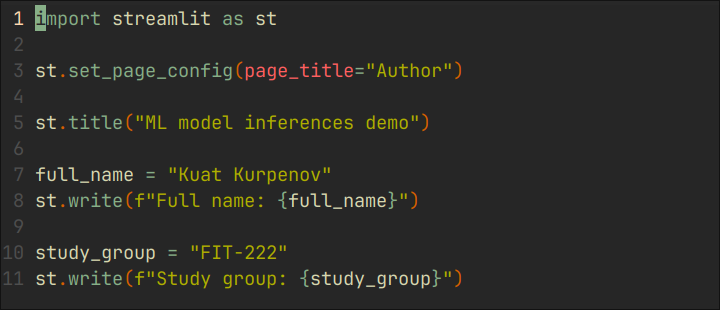 1 import streamlit as st
2
3 st.set_page_config(page_title="Author")
4
5 st.title("ML model inferences demo")
6
7 full_name = "Kuat Kurpenov"
8 st.write(f"Full name: {full_name}")
9
10 study_group = "FIT-222"
11 st.write(f"Study group: {study_group}")